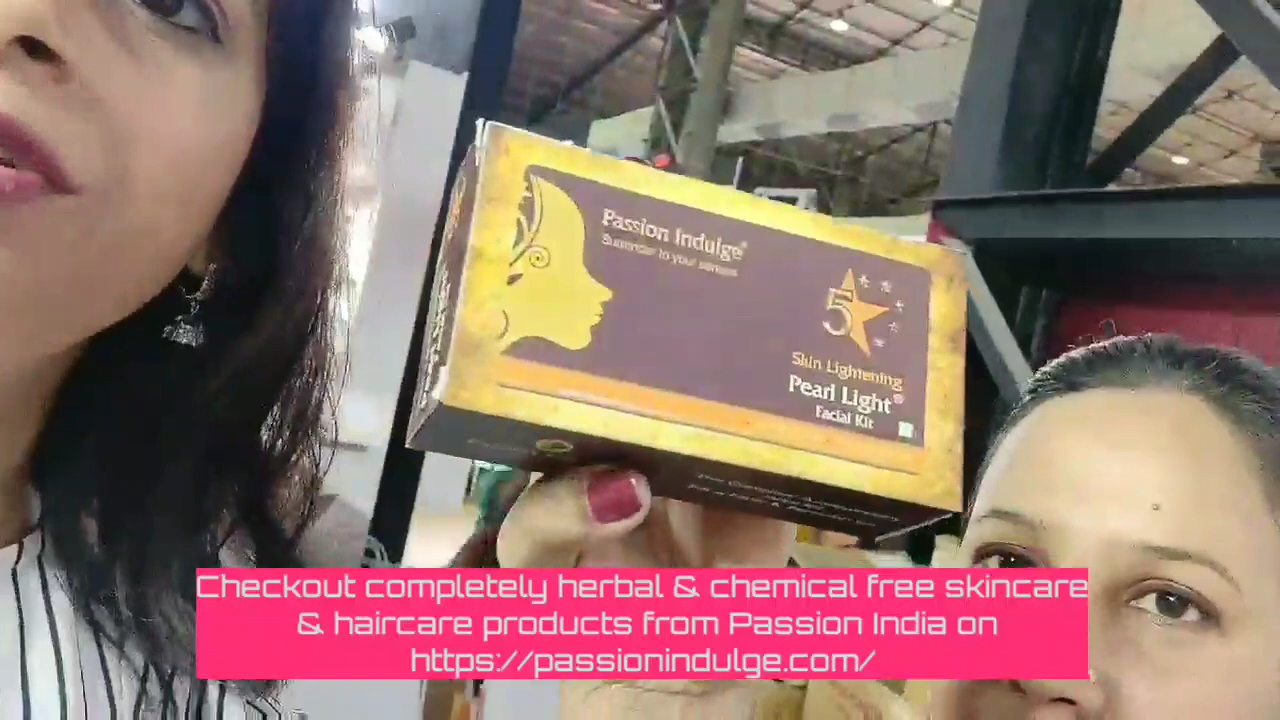 Passion Indulge®
Surrender to your senses
5
Skin Lightening
Pearl Light®
Facial Kit
Checkout completely herbal & chemical free skincare
& haircare products from Passion India on
https://passionindulge.com/